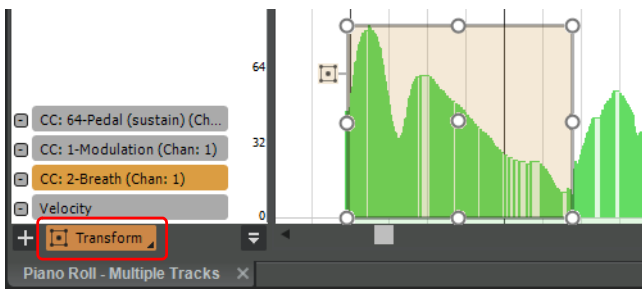 64
CC: 64-Pedal (sustain) (Ch...
CC: 1-Modulation (Chan: 1)
32
CC: 2-Breath (Chan: 1)
Velocity
0
Transform
Piano Roll - Multiple Tracks